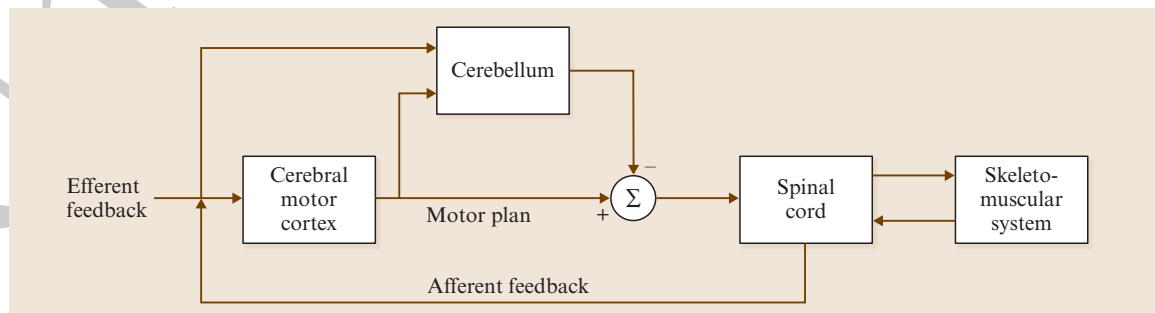 Cerebellum
Efferent
feedback
Cerebral
motor
cortex
Motor plan
+
−
Σ
Spinal
cord
Skeleto-
muscular
system
Afferent feedback